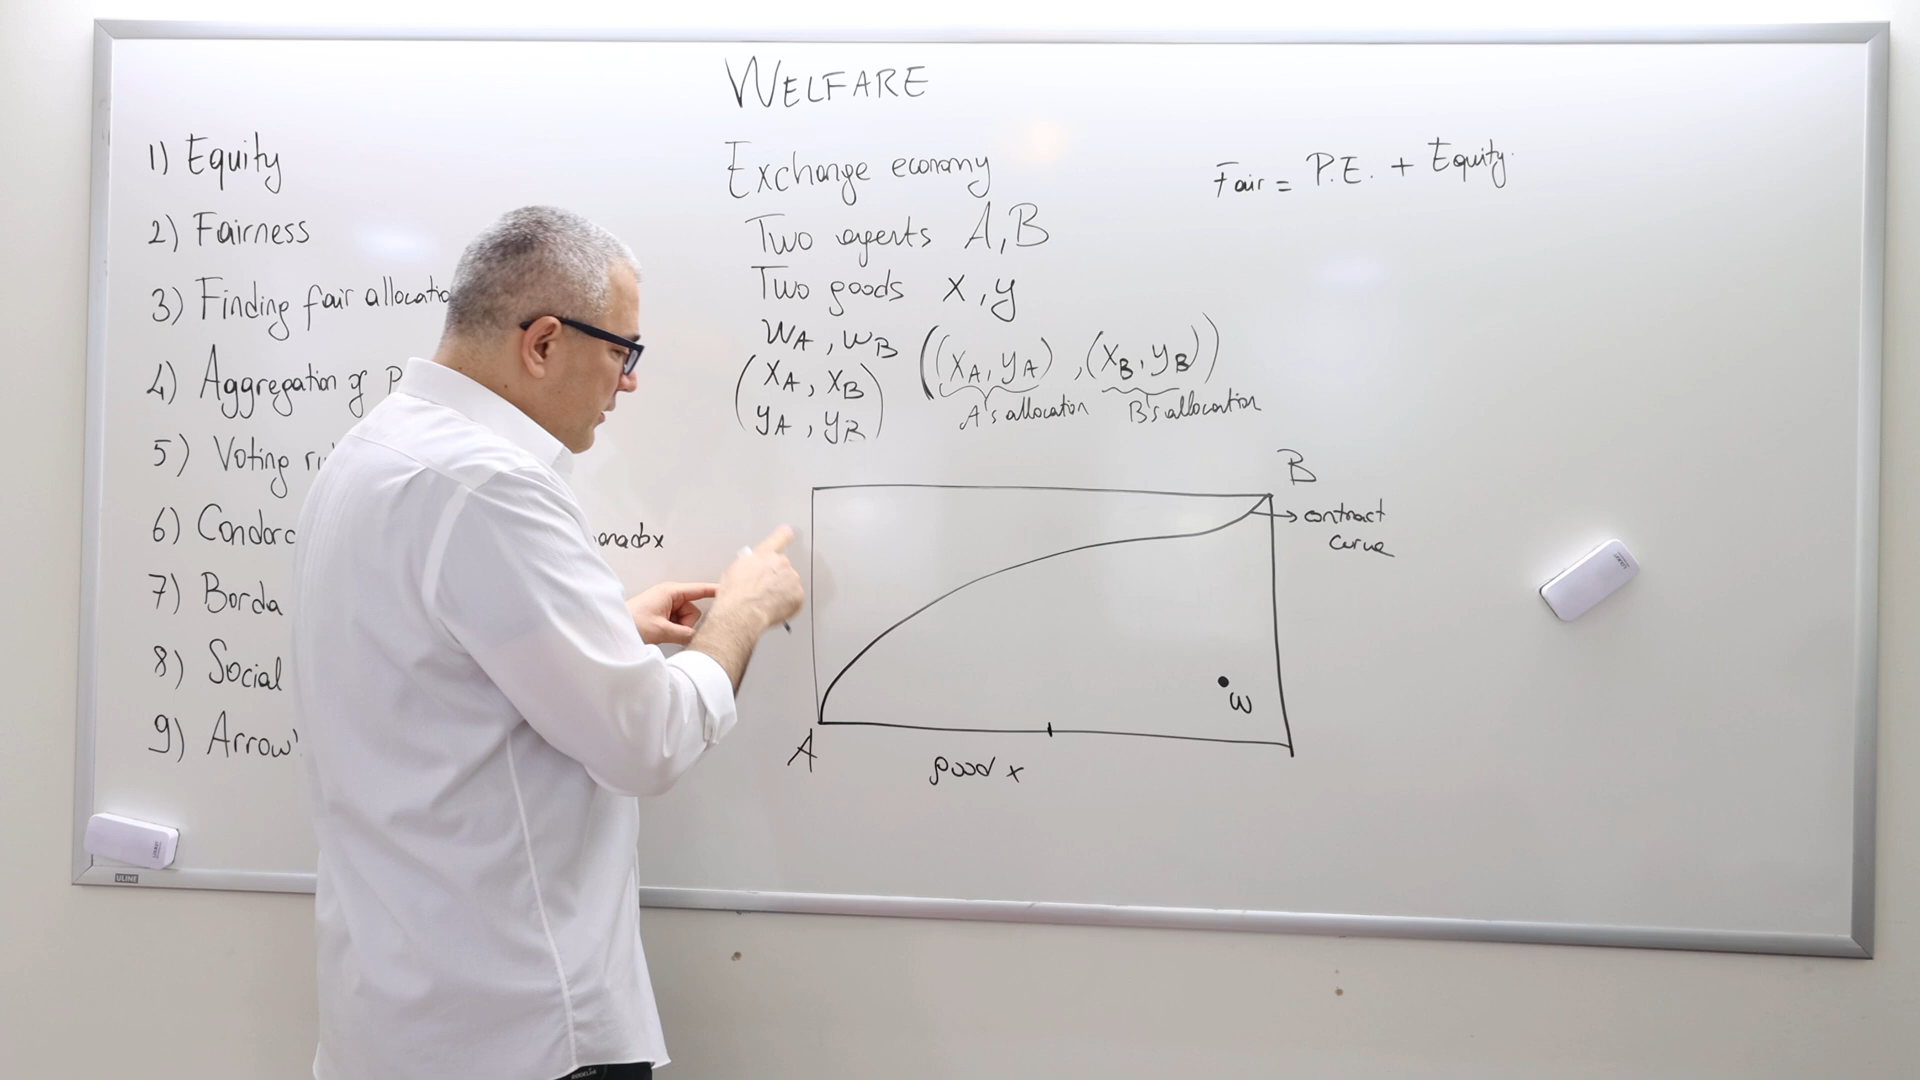 WELFARE
1) Equity
2) Fairness
3) Finding fair
4) Aggregation of
5) Voting
6)
7) Borda
8) Social
9) Arrow'
Exchange economy
Two agents A, B
Two goods x, y
WA, WB
(xA, xB
yA, yB)
((xA, yA), (xB, yB))
A's allocation B's allocation
Fair = P.E. + Equity.
B
contract
curve
ω
A
good x
ULINE